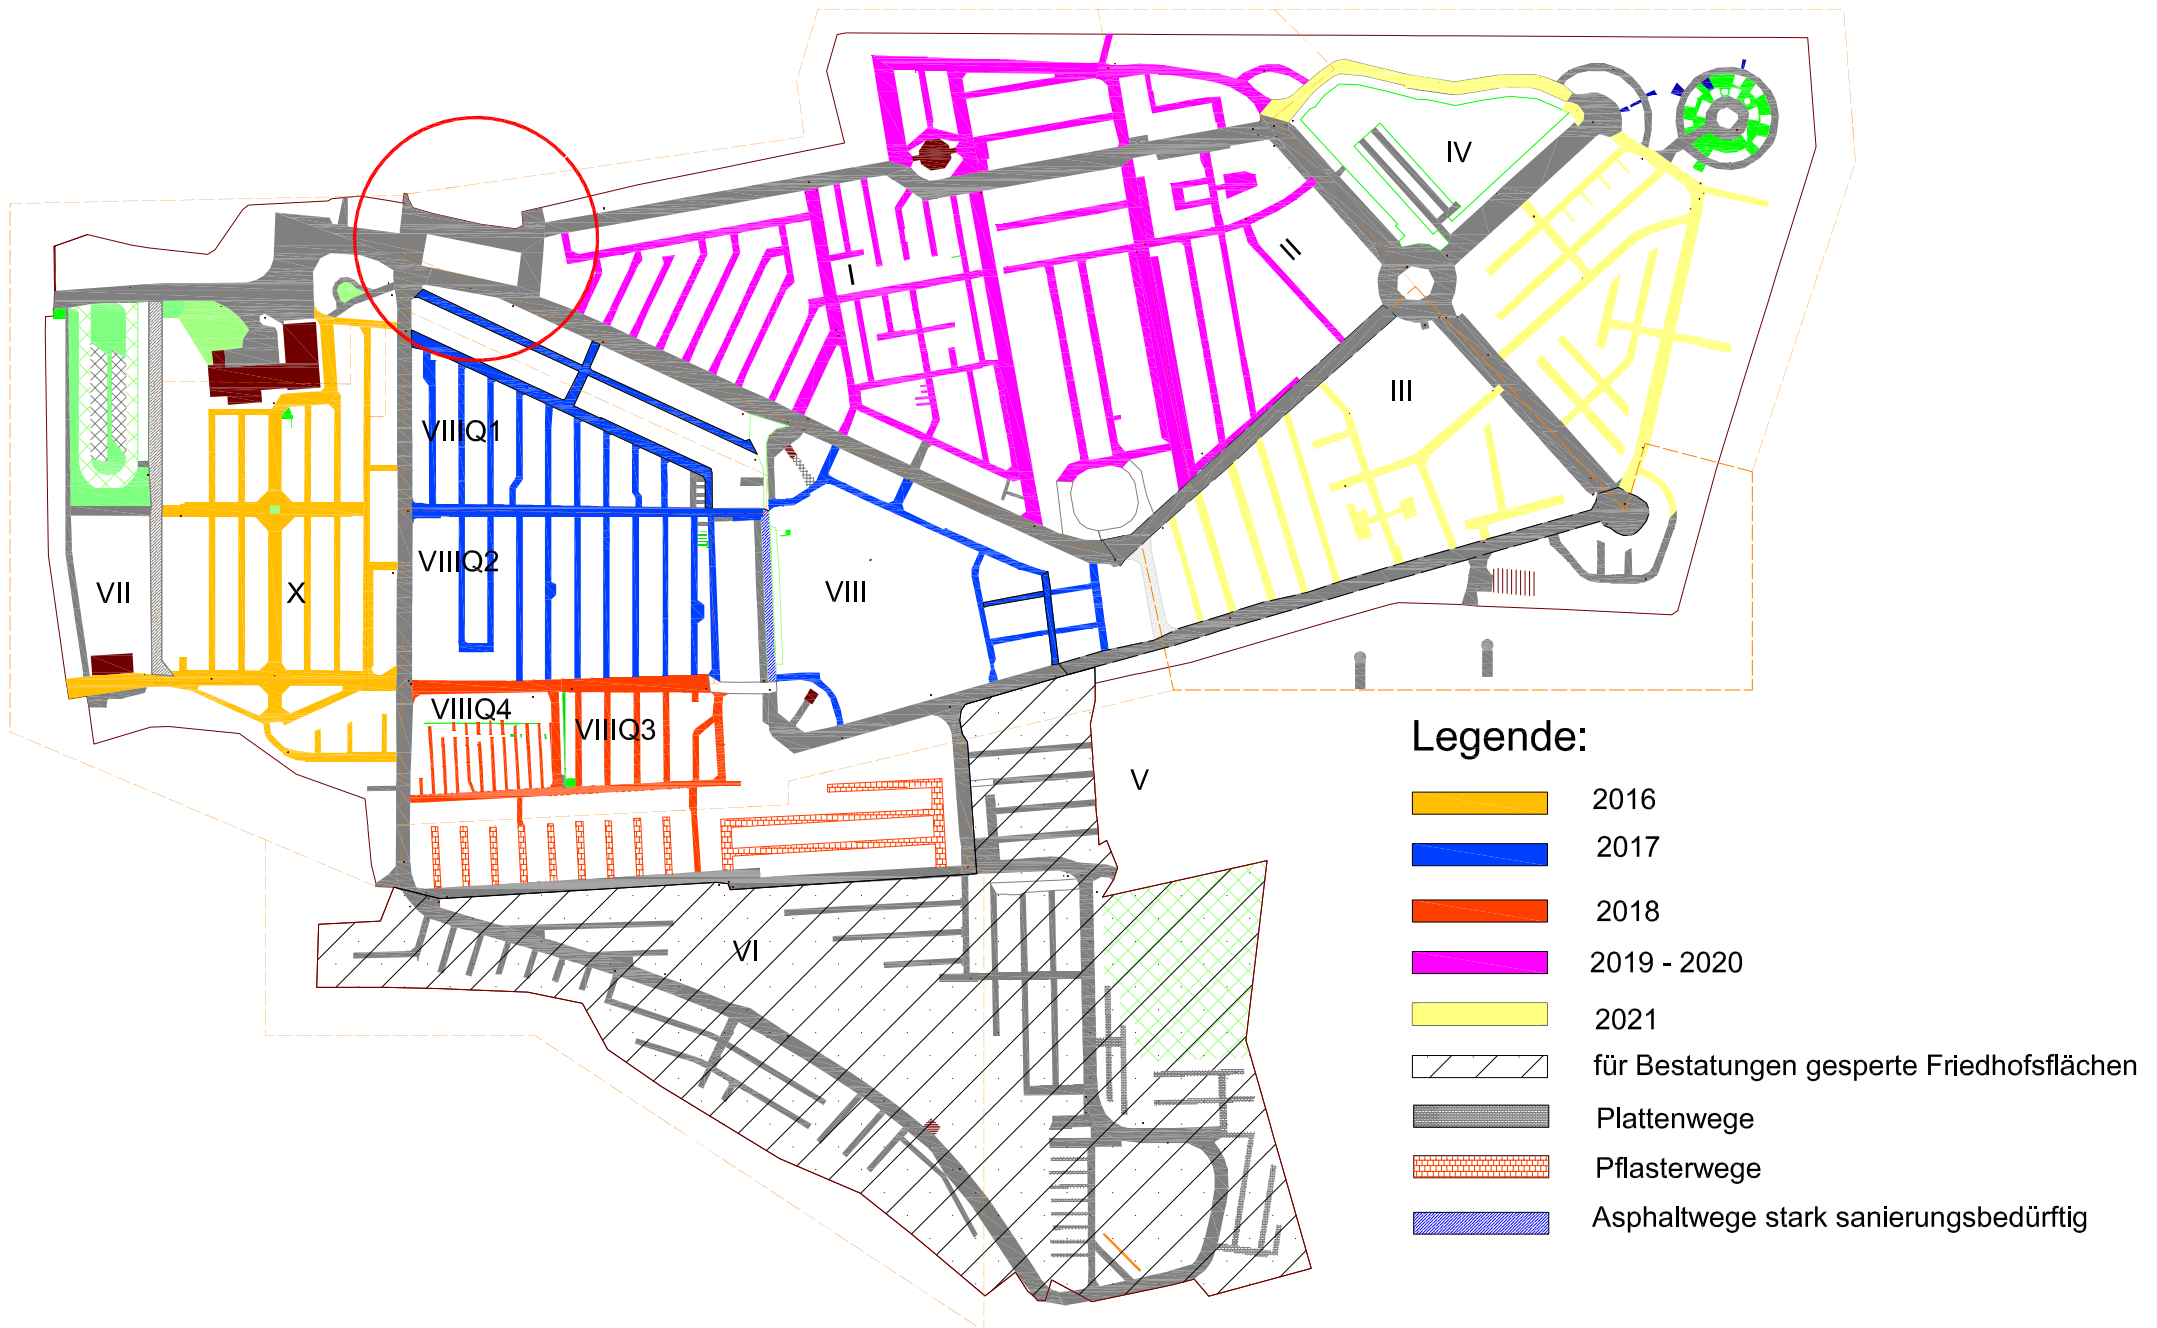 IV
I
II
III
VIIIQ1
VIIIQ2
VII
X
VIII
VIIIQ4
VIIIQ3
V
VI
Legende:
2016
2017
2018
2019 - 2020
2021
für Bestatungen gesperte Friedhofsflächen
Plattenwege
Pflasterwege
Asphaltwege stark sanierungsbedürftig